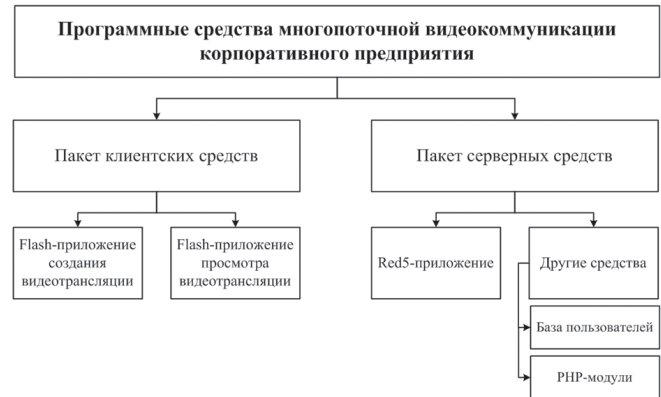 Программные средства многопоточной видеокоммуникации
корпоративного предприятия
Пакет клиентских средств
Пакет серверных средств
Flash-приложение
создания
видеотрансляции
Flash-приложение
просмотра
видеотрансляции
Red5-приложение
Другие средства
База пользователей
PHP-модули